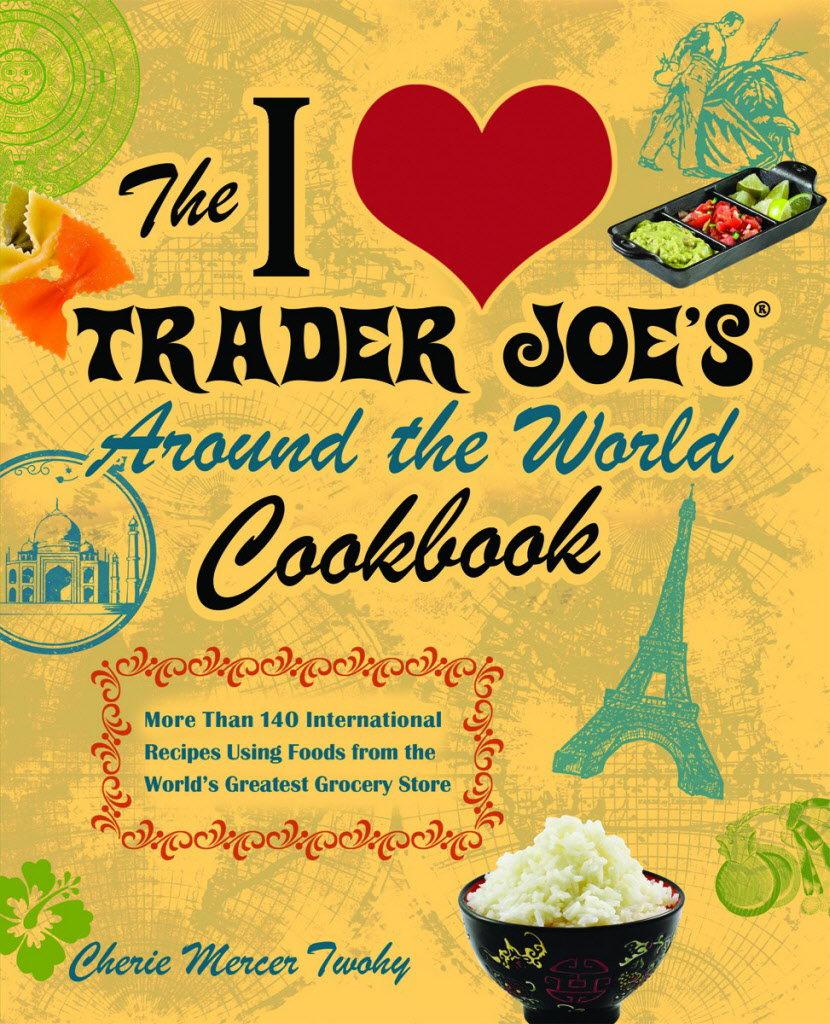 The I
TRADER JOE'S®
Around the World
Cookbook
More Than 140 International
Recipes Using Foods from the
World's Greatest Grocery Store
Cherie Mercer Twohy